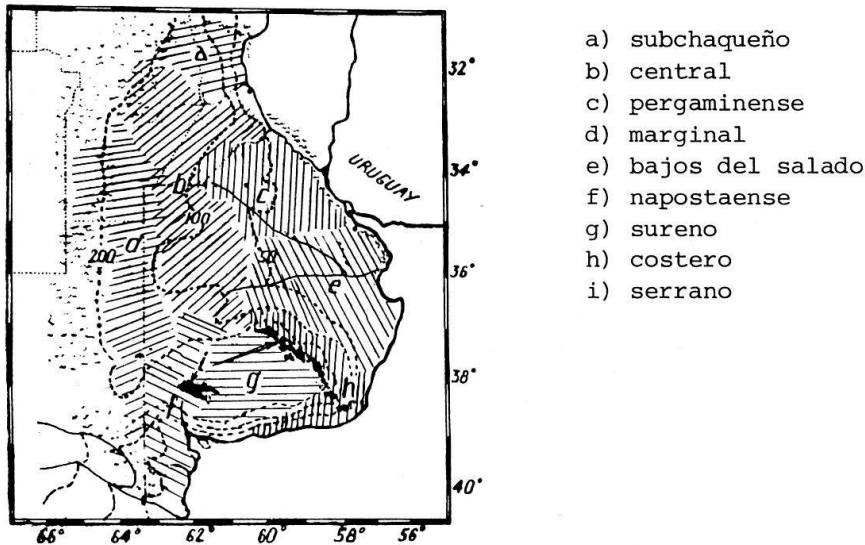 a) subchaqueño
b) central
c) pergaminense
d) marginal
e) bajos del salado
f) napostaense
g) sureno
h) costero
i) serrano
URUGUAY
32°
34°
36°
38°
40°
66° 64° 62° 60° 58° 56°
a
b
c
100
d
200
50
e
g
h
f